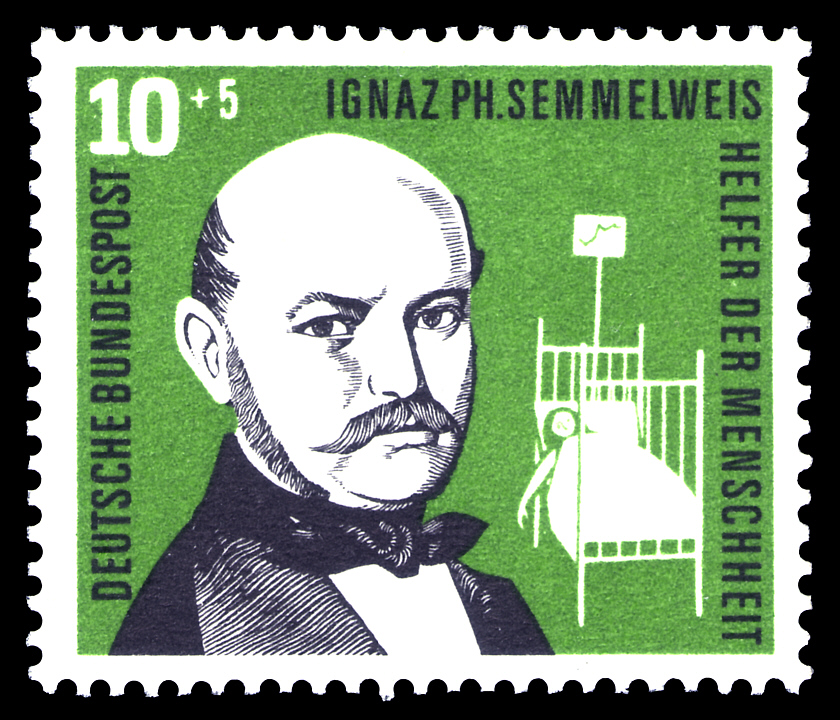 10 + 5
IGNAZ PH. SEMMELWEIS
DEUTSCHE BUNDESPOST
HELFER DER MENSCHHEIT